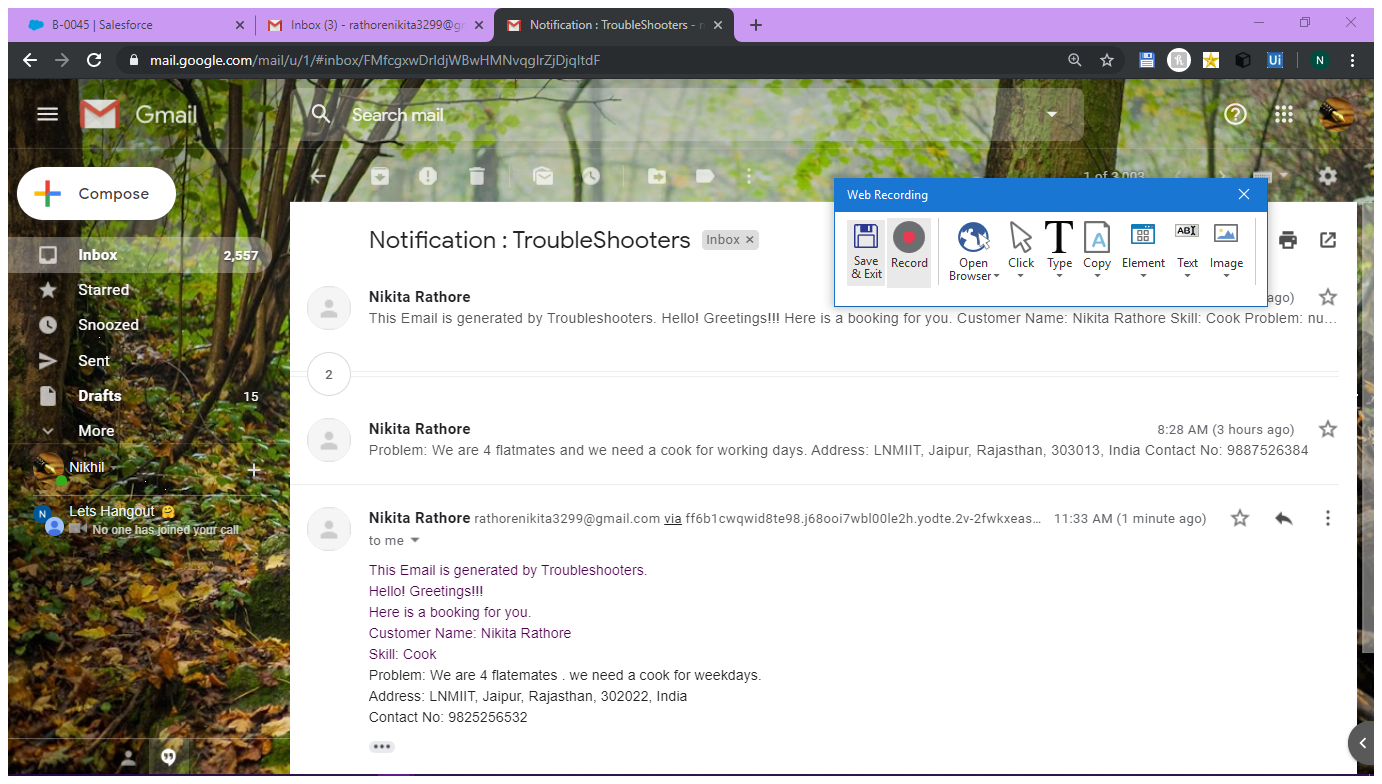 B-0045 | Salesforce
Inbox (3) - rathorenikita3299@gm
Notification : TroubleShooters - n
mail.google.com/mail/u/1/#inbox/FMfcgxwDrldjWBwHMNvqglrZjDjqltdF
Ui
N
Gmail
Search mail
Compose
1 of 3,003
Web Recording
Save & Exit
Record
Open Browser
Click
Type
Copy
Element
Text
Image
Inbox 2,557
Starred
Snoozed
Sent
Drafts 15
More
Nikhil
N
Lets Hangout
No one has joined your call
Notification : TroubleShooters Inbox
Nikita Rathore ago)
This Email is generated by Troubleshooters. Hello! Greetings!!! Here is a booking for you. Customer Name: Nikita Rathore Skill: Cook Problem: nu...
2
Nikita Rathore 8:28 AM (3 hours ago)
Problem: We are 4 flatmates and we need a cook for working days. Address: LNMIIT, Jaipur, Rajasthan, 303013, India Contact No: 9887526384
Nikita Rathore rathorenikita3299@gmail.com via ff6b1cwqwid8te98.j68ooi7wbl00le2h.yodte.2v-2fwkxeas... 11:33 AM (1 minute ago)
to me
This Email is generated by Troubleshooters.
Hello! Greetings!!!
Here is a booking for you.
Customer Name: Nikita Rathore
Skill: Cook
Problem: We are 4 flatemates . we need a cook for weekdays.
Address: LNMIIT, Jaipur, Rajasthan, 302022, India
Contact No: 9825256532